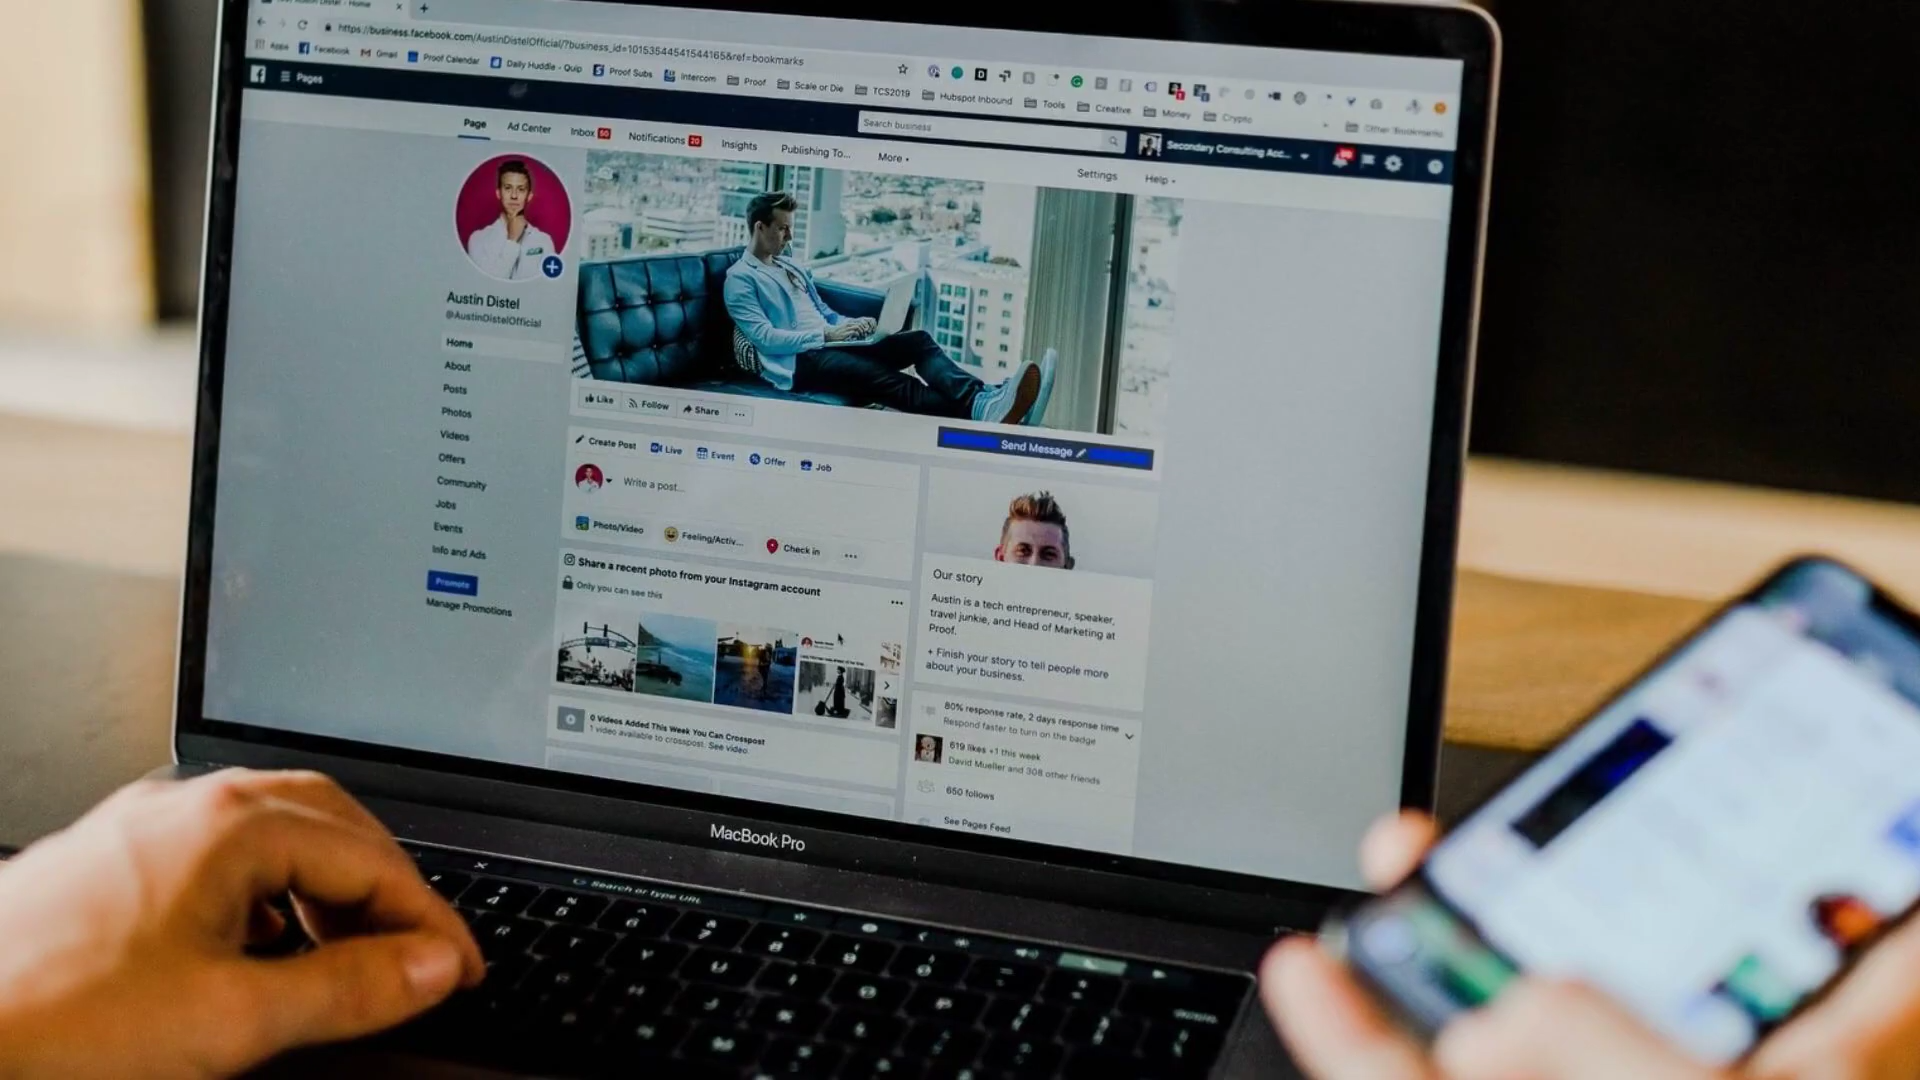 https://business.facebook.com/AustinDistelOfficial/?business_id=10153544541544165&ref=bookmarks
Apps Facebook Gmail Proof Calendar Daily Huddle - Quip Proof Subs Intercom Proof Scale or Die TCS2019 Hubspot Inbound Tools Creative Money Crypto Other Bookmarks
Pages
Search business
Secondary Consulting Acc...
Page Ad Center Inbox 50 Notifications 20 Insights Publishing To... More Settings Help
Austin Distel
@AustinDistelOfficial
Home
About
Posts
Photos
Videos
Offers
Community
Jobs
Events
Info and Ads
Promote
Manage Promotions
Like Follow Share ...
Send Message
Create Post Live Event Offer Job
Write a post...
Photo/Video Feeling/Activ... Check in ...
Share a recent photo from your Instagram account
Only you can see this
0 Videos Added This Week You Can Crosspost
1 video available to crosspost. See video
Our story
Austin is a tech entrepreneur, speaker,
travel junkie, and Head of Marketing at
Proof.
+ Finish your story to tell people more
about your business.
80% response rate, 2 days response time
Respond faster to turn on the badge
619 likes +1 this week
David Mueller and 308 other friends
650 follows
See Pages Feed
MacBook Pro
Search or type URL